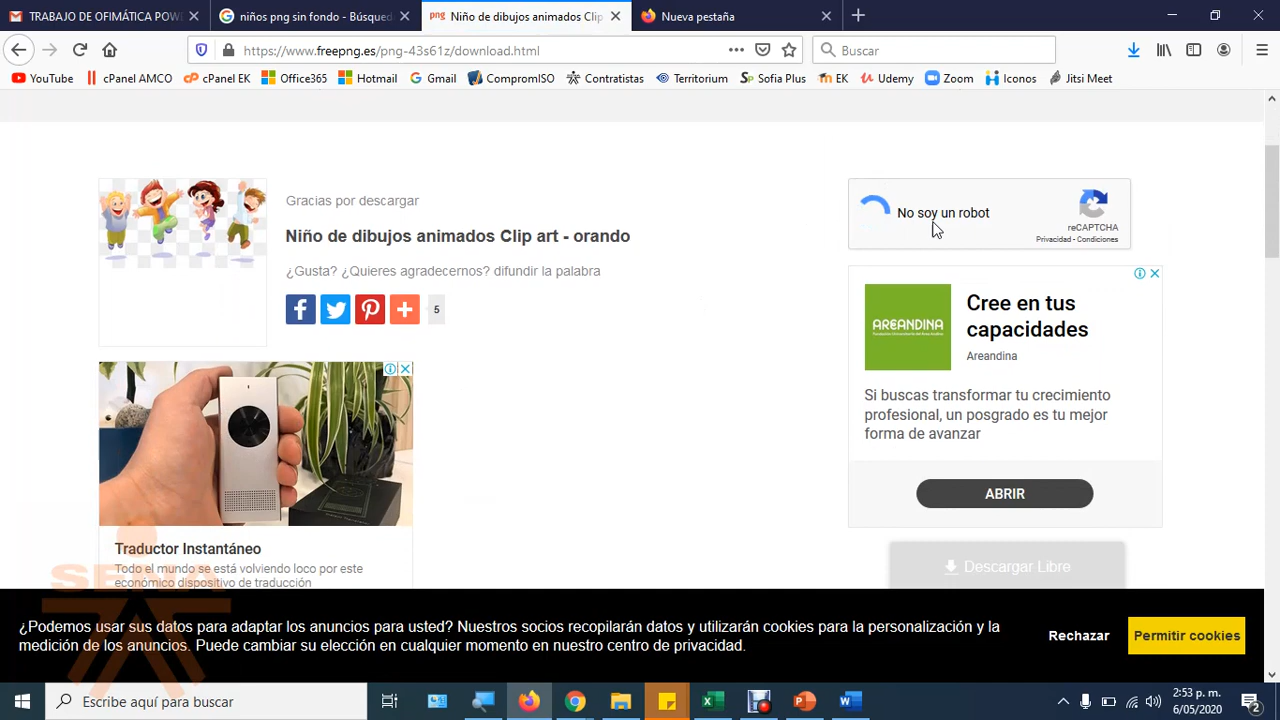 TRABAJO DE OFIMÁTICA POW
niños png sin fondo - Búsqued
png Niño de dibujos animados Clip
Nueva pestaña
https://www.freepng.es/png-43s61z/download.html
Buscar
YouTube
cPanel AMCO
cPanel EK
Office365
Hotmail
Gmail
CompromISO
Contratistas
Territorium
Sofia Plus
EK
Udemy
Zoom
Iconos
Jitsi Meet
Gracias por descargar
Niño de dibujos animados Clip art - orando
¿Gusta? ¿Quieres agradecernos? difundir la palabra
5
No soy un robot
reCAPTCHA
Privacidad - Condiciones
AREANDINA
Cree en tus
capacidades
Areandina
Si buscas transformar tu crecimiento
profesional, un posgrado es tu mejor
forma de avanzar
ABRIR
Descargar Libre
Traductor Instantáneo
Todo el mundo se está volviendo loco por este
económico dispositivo de traducción
SENA
¿Podemos usar sus datos para adaptar los anuncios para usted? Nuestros socios recopilarán datos y utilizarán cookies para la personalización y la
medición de los anuncios. Puede cambiar su elección en cualquier momento en nuestro centro de privacidad.
Rechazar
Permitir cookies
Escribe aquí para buscar
2:53 p. m.
6/05/2020
2